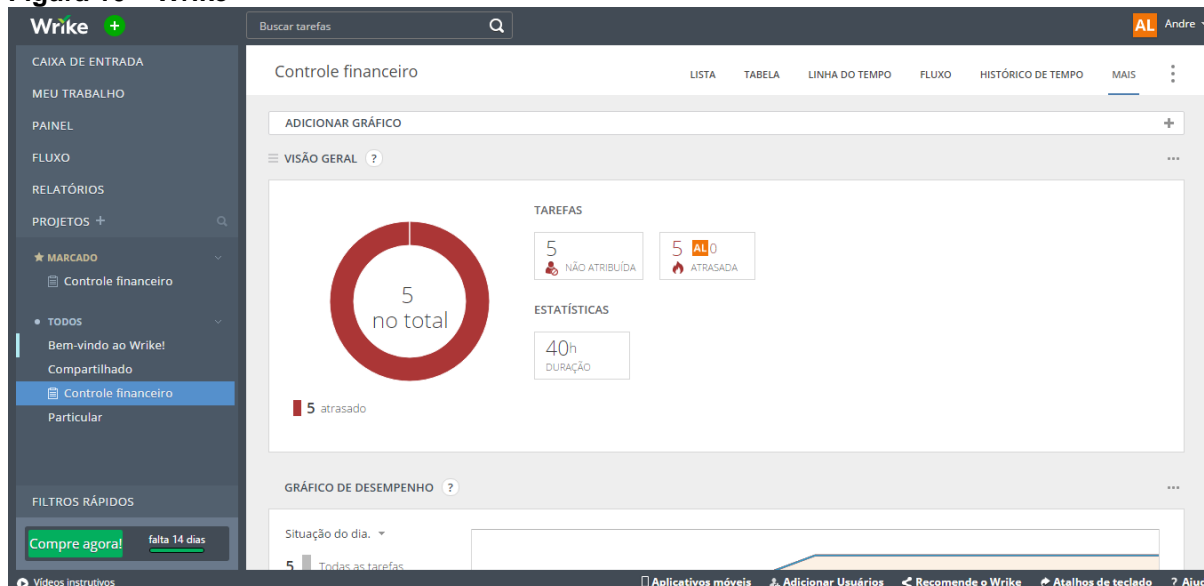 Wrike
Buscar tarefas
AL Andre
CAIXA DE ENTRADA
MEU TRABALHO
PAINEL
FLUXO
RELATÓRIOS
PROJETOS +
MARCADO
Controle financeiro
TODOS
Bem-vindo ao Wrike!
Compartilhado
Controle financeiro
Particular
FILTROS RÁPIDOS
Compre agora! falta 14 dias
Controle financeiro
LISTA TABELA LINHA DO TEMPO FLUXO HISTÓRICO DE TEMPO MAIS
ADICIONAR GRÁFICO +
VISÃO GERAL ?
5
no total
5 atrasado
TAREFAS
5 NÃO ATRIBUÍDA
5 AL 0 ATRASADA
ESTATÍSTICAS
40h
DURAÇÃO
GRÁFICO DE DESEMPENHO ?
Situação do dia.
5 Todas as tarefas
Vídeos instrutivos Aplicativos móveis Adicionar Usuários Recomende o Wrike Atalhos de teclado ? Aju